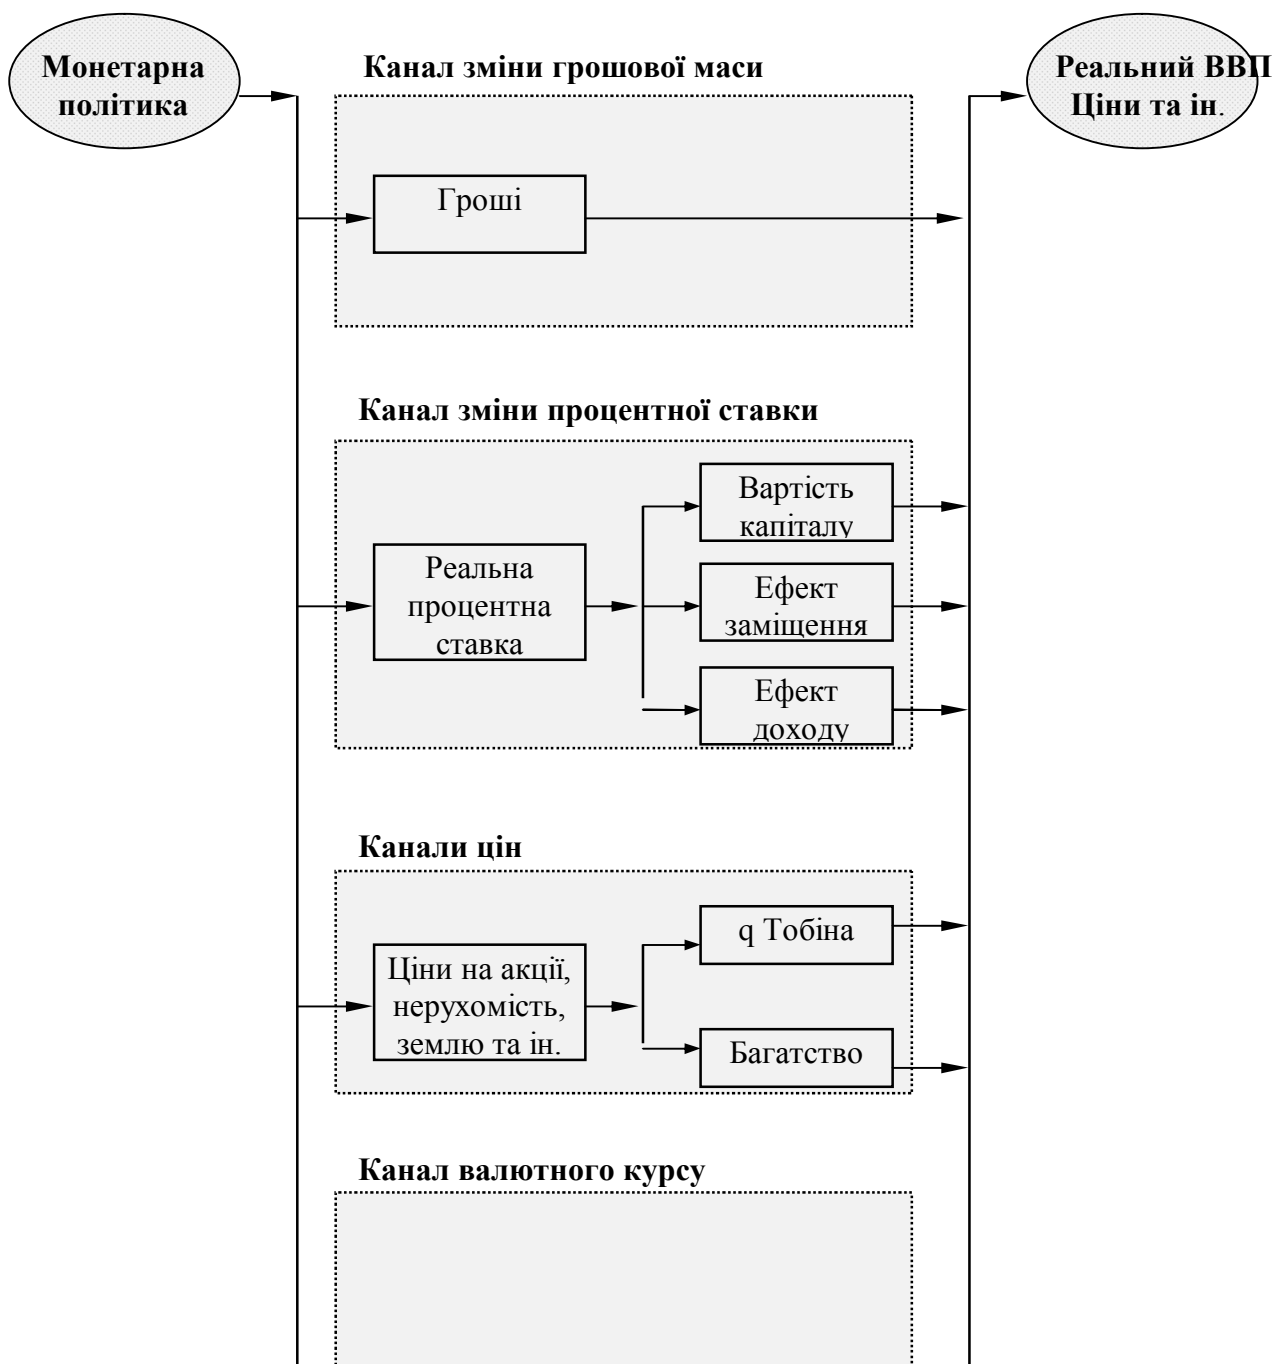 Монетарна
політика
Канал зміни грошової маси
Реальний ВВП
Ціни та ін.
Гроші
Канал зміни процентної ставки
Реальна
процентна
ставка
Вартість
капіталу
Ефект
заміщення
Ефект
доходу
Канали цін
Ціни на акції,
нерухомість,
землю та ін.
q Тобіна
Багатство
Канал валютного курсу